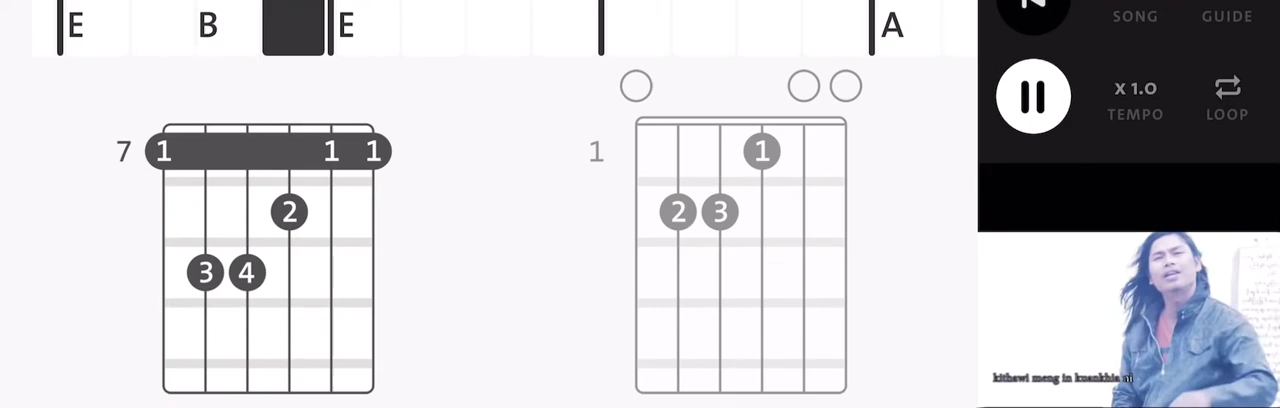 E B E A
SONG GUIDE
X 1.0
TEMPO LOOP
7 1 1 1
2
3 4
1 1
2 3
kithawi meng in kuankhia ni